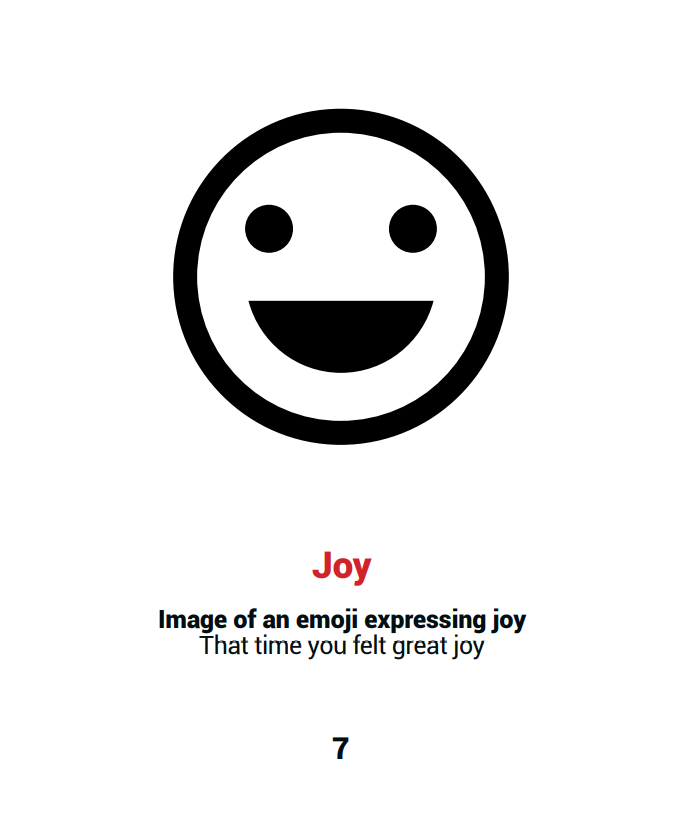 Joy
Image of an emoji expressing joy
That time you felt great joy
7